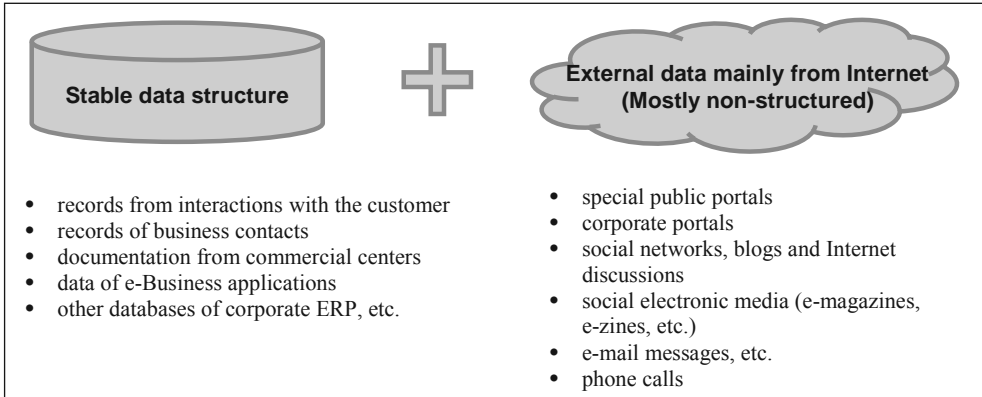 Stable data structure
External data mainly from Internet
(Mostly non-structured)
• records from interactions with the customer
• records of business contacts
• documentation from commercial centers
• data of e-Business applications
• other databases of corporate ERP, etc.
• special public portals
• corporate portals
• social networks, blogs and Internet
discussions
• social electronic media (e-magazines,
e-zines, etc.)
• e-mail messages, etc.
• phone calls